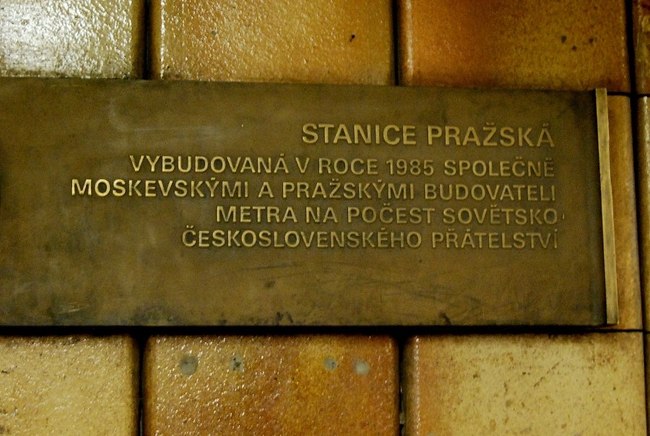 STANICE PRAŽSKÁ
VYBUDOVANÁ V ROCE 1985 SPOLEČNĚ
MOSKEVSKÝMI A PRAŽSKÝMI BUDOVATELI
METRA NA POČEST SOVĚTSKO-
ČESKOSLOVENSKÉHO PŘÁTELSTVÍ